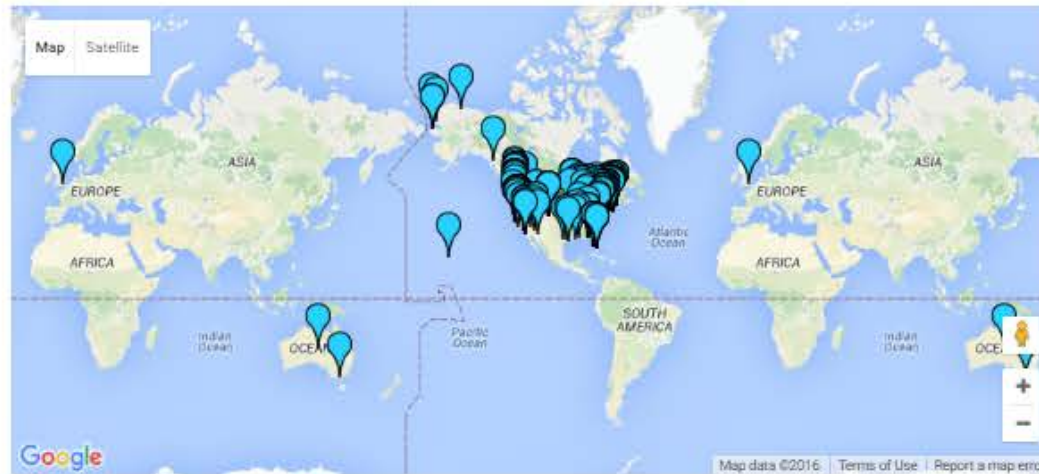 Map Satellite
ASIA
ASIA
EUROPE
EUROPE
Atlantic
Ocean
AFRICA
AFRICA
SOUTH
AMERICA
Indian
Ocean
OCEA
Pacific
Ocean
Indian
Ocean
OCE
Google
Map data ©2016 Terms of Use Report a map erro